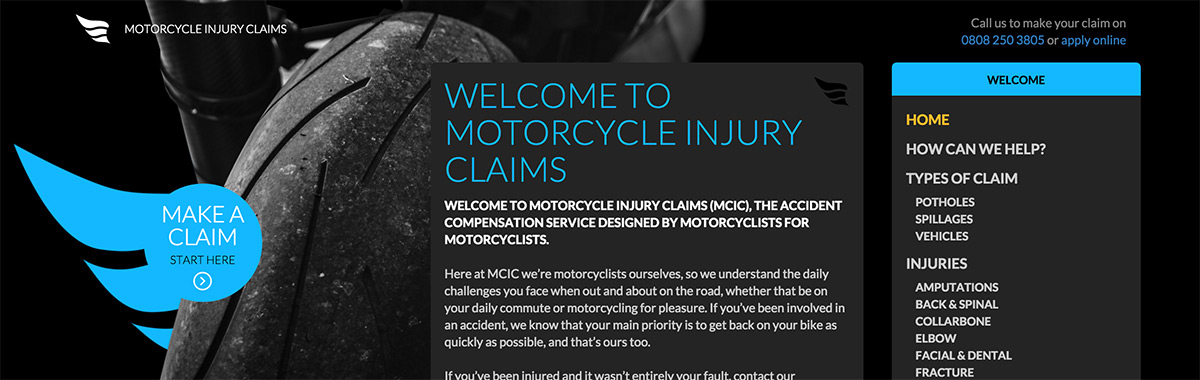 MOTORCYCLE INJURY CLAIMS
Call us to make your claim on
0808 250 3805 or apply online
MAKE A
CLAIM
START HERE
WELCOME TO
MOTORCYCLE INJURY
CLAIMS
WELCOME TO MOTORCYCLE INJURY CLAIMS (MCIC), THE ACCIDENT
COMPENSATION SERVICE DESIGNED BY MOTORCYCLISTS FOR
MOTORCYCLISTS.
Here at MCIC we’re motorcyclists ourselves, so we understand the daily
challenges you face when out and about on the road, whether that be on
your daily commute or motorcycling for pleasure. If you’ve been involved in
an accident, we know that your main priority is to get back on your bike as
quickly as possible, and that’s ours too.
If you’ve been injured and it wasn’t entirely your fault, contact our
WELCOME
HOME
HOW CAN WE HELP?
TYPES OF CLAIM
POTHOLES
SPILLAGES
VEHICLES
INJURIES
AMPUTATIONS
BACK & SPINAL
COLLARBONE
ELBOW
FACIAL & DENTAL
FRACTURE